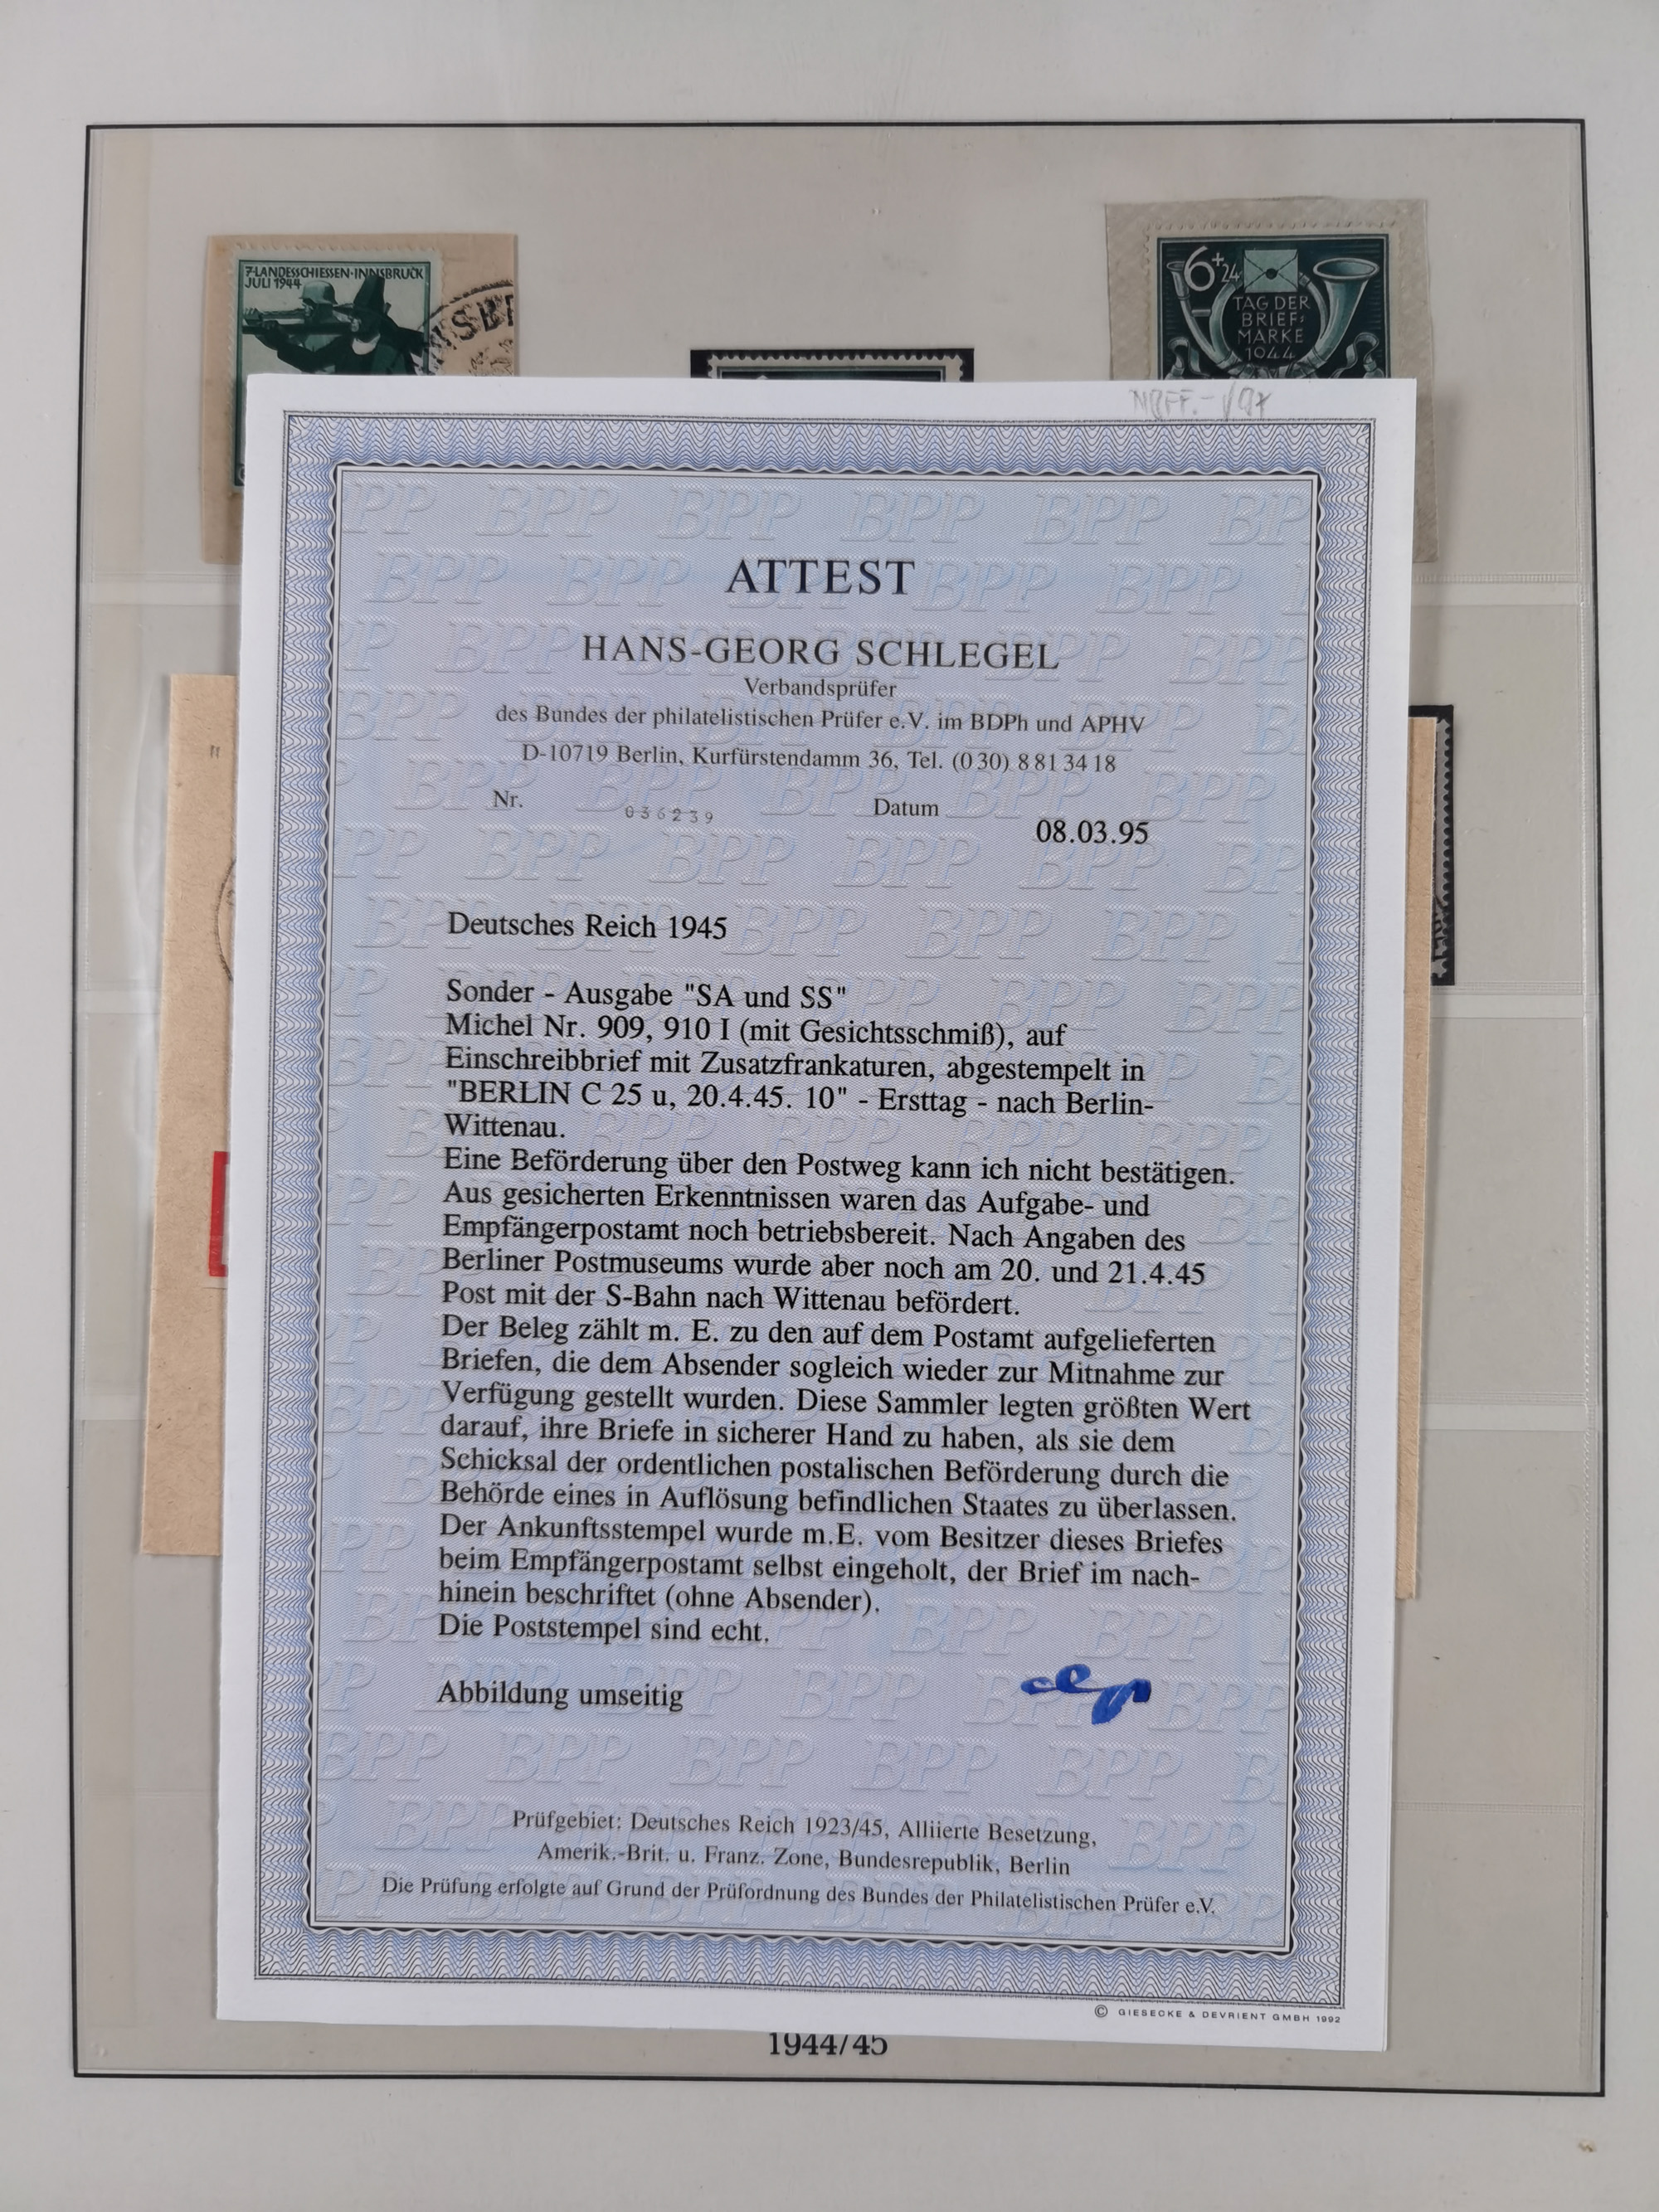 7·LANDESSCHIESSEN·INNSBRUCK
JULI 1944
6+24
TAG DER
BRIEF=
MARKE
1944
ATTEST
HANS-GEORG SCHLEGEL
Verbandsprüfer
des Bundes der philatelistischen Prüfer e.V. im BDPh und APHV
D-10719 Berlin, Kurfürstendamm 36, Tel. (0 30) 8 81 34 18
Nr. 036239 Datum
08.03.95
Deutsches Reich 1945
Sonder - Ausgabe "SA und SS"
Michel Nr. 909, 910 I (mit Gesichtsschmiß), auf
Einschreibbrief mit Zusatzfrankaturen, abgestempelt in
"BERLIN C 25 u, 20.4.45. 10" - Ersttag - nach Berlin-
Wittenau.
Eine Beförderung über den Postweg kann ich nicht bestätigen.
Aus gesicherten Erkenntnissen waren das Aufgabe- und
Empfängerpostamt noch betriebsbereit. Nach Angaben des
Berliner Postmuseums wurde aber noch am 20. und 21.4.45
Post mit der S-Bahn nach Wittenau befördert.
Der Beleg zählt m. E. zu den auf dem Postamt aufgelieferten
Briefen, die dem Absender sogleich wieder zur Mitnahme zur
Verfügung gestellt wurden. Diese Sammler legten größten Wert
darauf, ihre Briefe in sicherer Hand zu haben, als sie dem
Schicksal der ordentlichen postalischen Beförderung durch die
Behörde eines in Auflösung befindlichen Staates zu überlassen.
Der Ankunftsstempel wurde m.E. vom Besitzer dieses Briefes
beim Empfängerpostamt selbst eingeholt, der Brief im nach-
hinein beschriftet (ohne Absender).
Die Poststempel sind echt.
Abbildung umseitig
Prüfgebiet: Deutsches Reich 1923/45, Alliierte Besetzung,
Amerik.-Brit. u. Franz. Zone, Bundesrepublik, Berlin
Die Prüfung erfolgte auf Grund der Prüfordnung des Bundes der Philatelistischen Prüfer e.V.
© GIESECKE & DEVRIENT GMBH 1992
1944/45